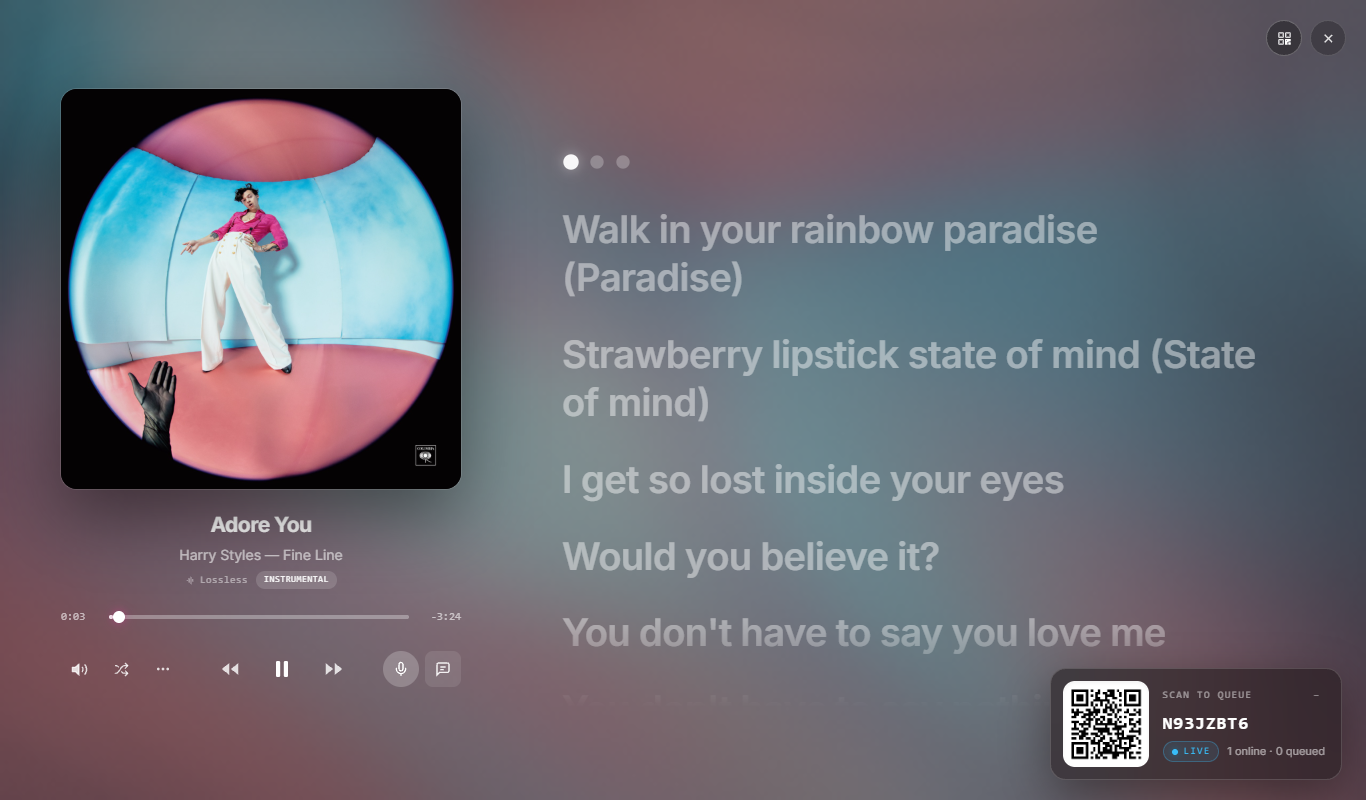 Walk in your rainbow paradise
(Paradise)
Strawberry lipstick state of mind (State
of mind)
I get so lost inside your eyes
Would you believe it?
You don't have to say you love me
Adore You
Harry Styles — Fine Line
Lossless INSTRUMENTAL
0:03 -3:24
SCAN TO QUEUE –
N93JZBT6
LIVE 1 online · 0 queued